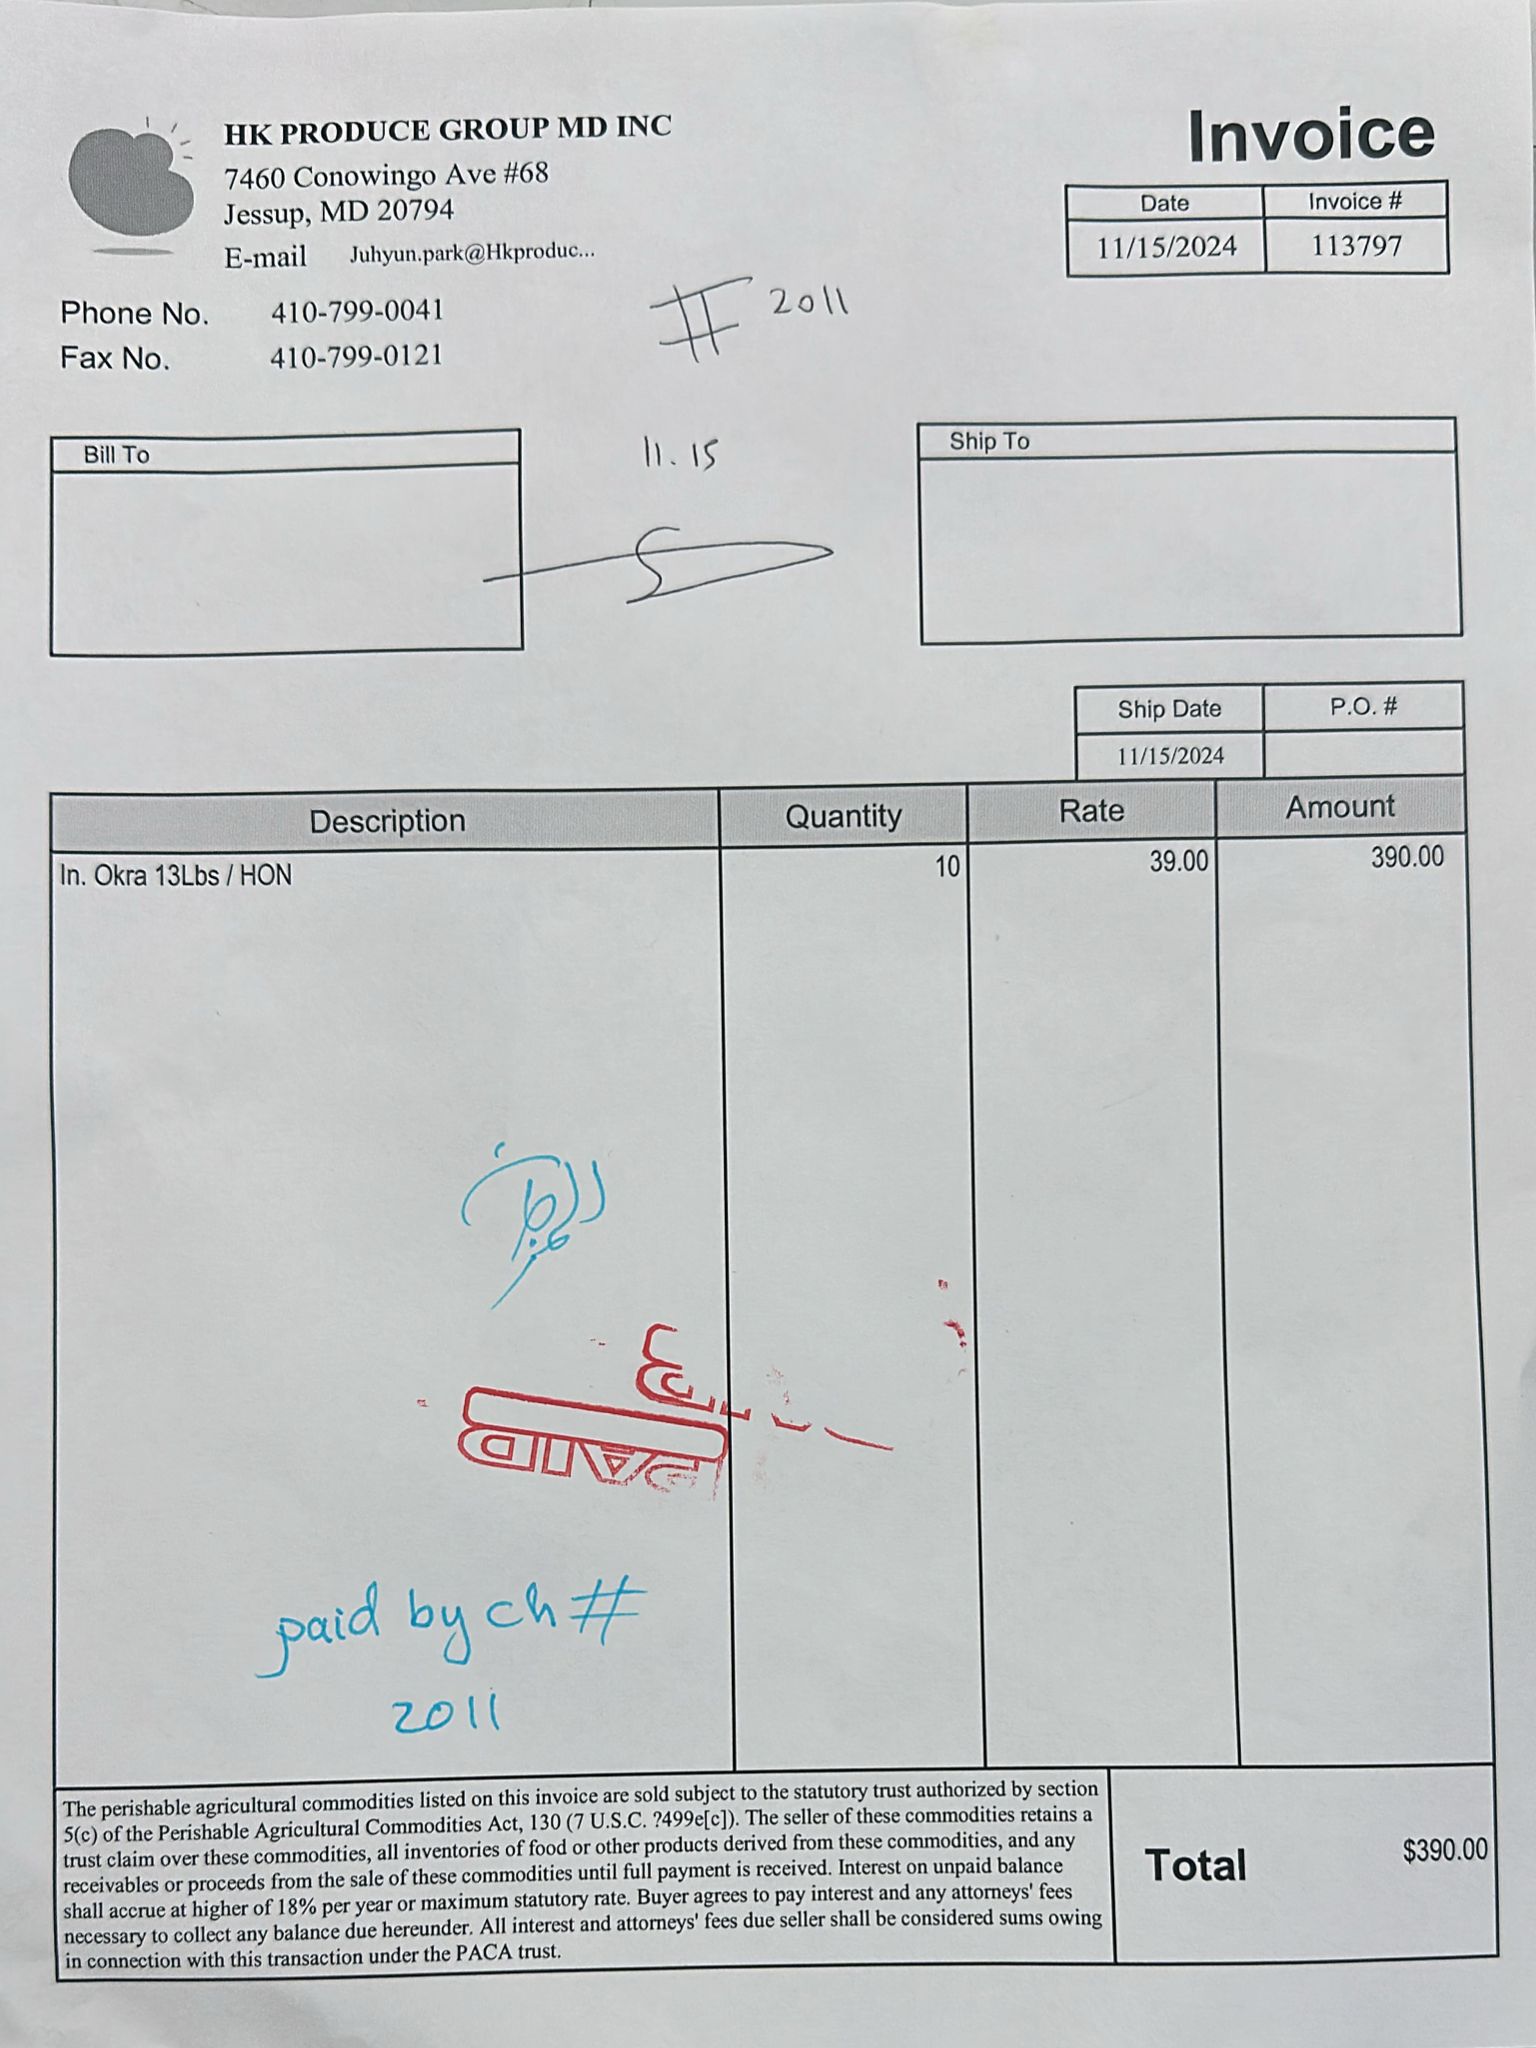 HK PRODUCE GROUP MD INC
7460 Conowingo Ave #68
Jessup, MD 20794
E-mail Juhyun.park@Hkproduc...
Phone No. 410-799-0041
Fax No. 410-799-0121
Invoice
Date Invoice #
11/15/2024 113797
# 2011
11.15
Bill To
Ship To
Ship Date P.O. #
11/15/2024
Description Quantity Rate Amount
In. Okra 13Lbs / HON 10 39.00 390.00
PAID
paid by ch #
2011
The perishable agricultural commodities listed on this invoice are sold subject to the statutory trust authorized by section
5(c) of the Perishable Agricultural Commodities Act, 130 (7 U.S.C. ?499e[c]). The seller of these commodities retains a
trust claim over these commodities, all inventories of food or other products derived from these commodities, and any
receivables or proceeds from the sale of these commodities until full payment is received. Interest on unpaid balance
shall accrue at higher of 18% per year or maximum statutory rate. Buyer agrees to pay interest and any attorneys' fees
necessary to collect any balance due hereunder. All interest and attorneys' fees due seller shall be considered sums owing
in connection with this transaction under the PACA trust.
Total $390.00